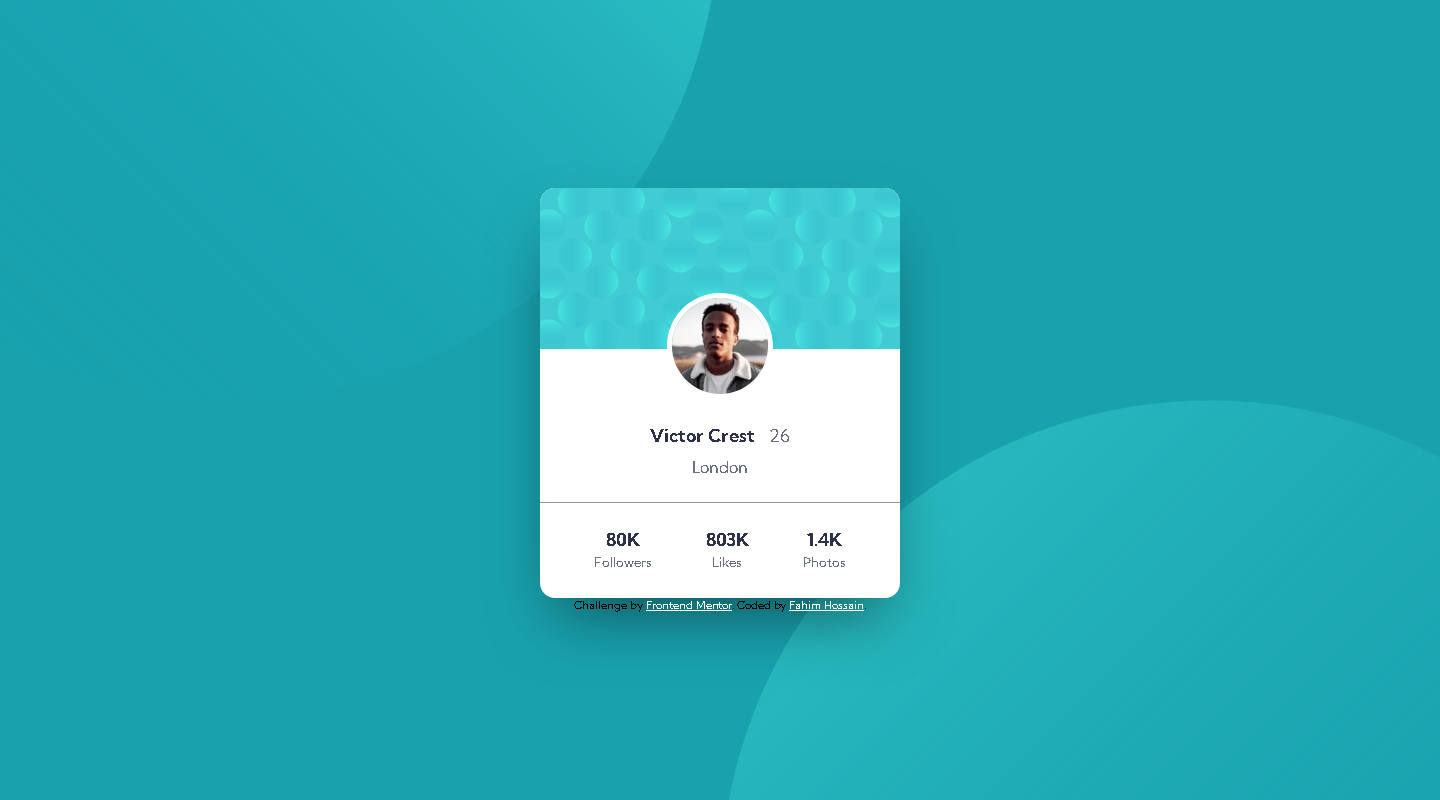 Victor Crest 26
London
80K 803K 1.4K
Followers Likes Photos
Challenge by Frontend Mentor. Coded by Fahim Hossain.